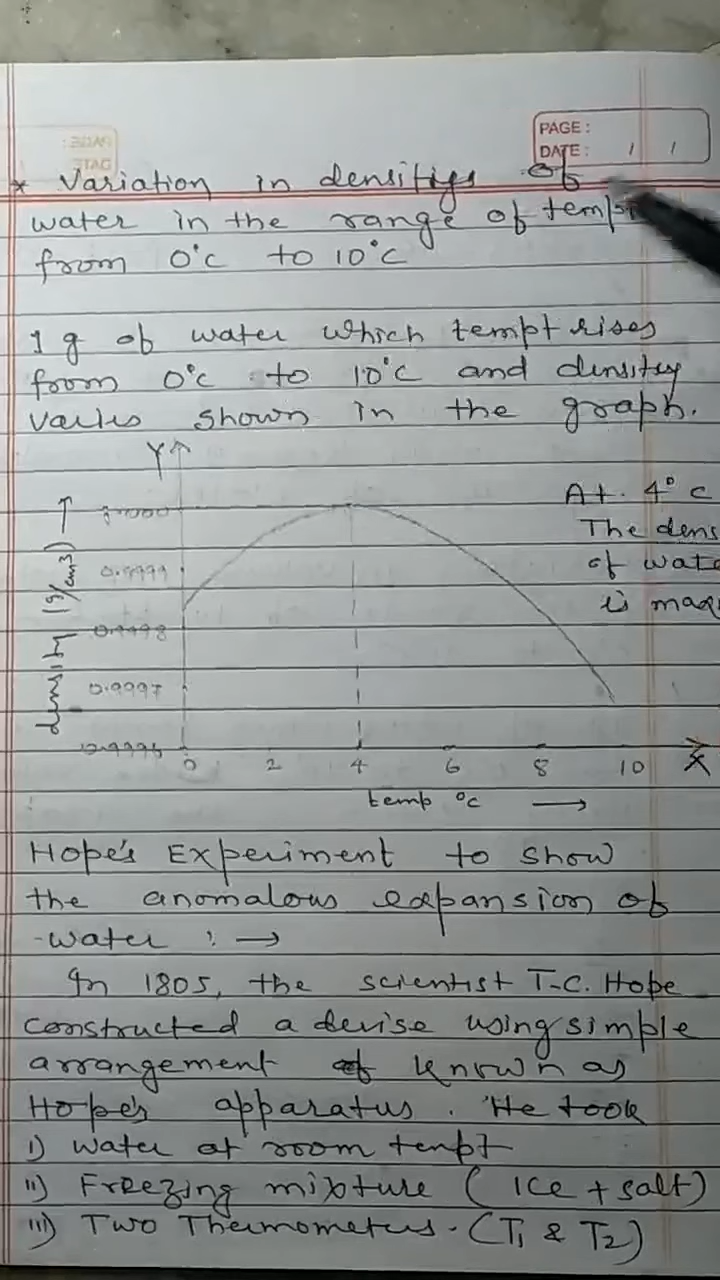 PAGE :
DATE : / /
* Variation in densitiys of
water in the range of tempt
from 0°c to 10°c
1 g of water which tempt rises
from 0°c to 10°c and density
varies shown in the graph.
Y
At 4° c
The dens
of wate
is max
density (g/cm3) →
1.0000
0.9999
0.9998
0.9997
0.9996
0 2 4 6 8 10 X
temp °c →
Hope's Experiment to show
the anomalous expansion of
water : →
In 1805, the scientist T.C. Hope
constructed a devise using simple
arrangement of known as
Hope's apparatus. He took
i) water at room tempt
ii) Freezing mixture ( Ice + salt)
iii) Two Thermometers. (T1 & T2)